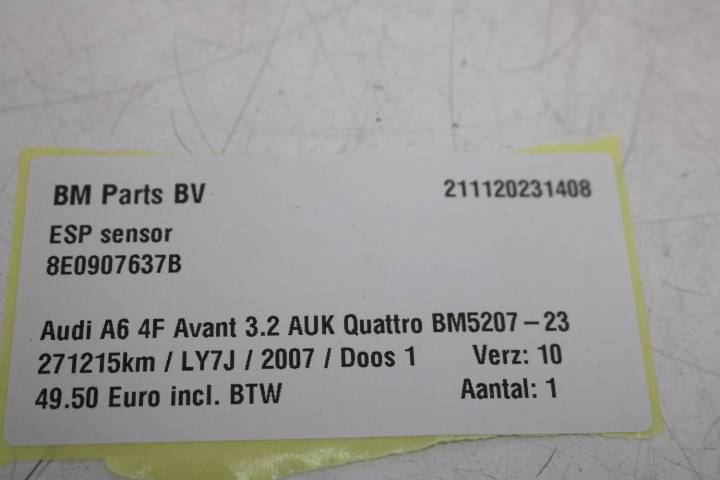 BM Parts BV 211120231408
ESP sensor
8E0907637B
Audi A6 4F Avant 3.2 AUK Quattro BM5207-23
271215km / LY7J / 2007 / Doos 1 Verz: 10
49.50 Euro incl. BTW Aantal: 1